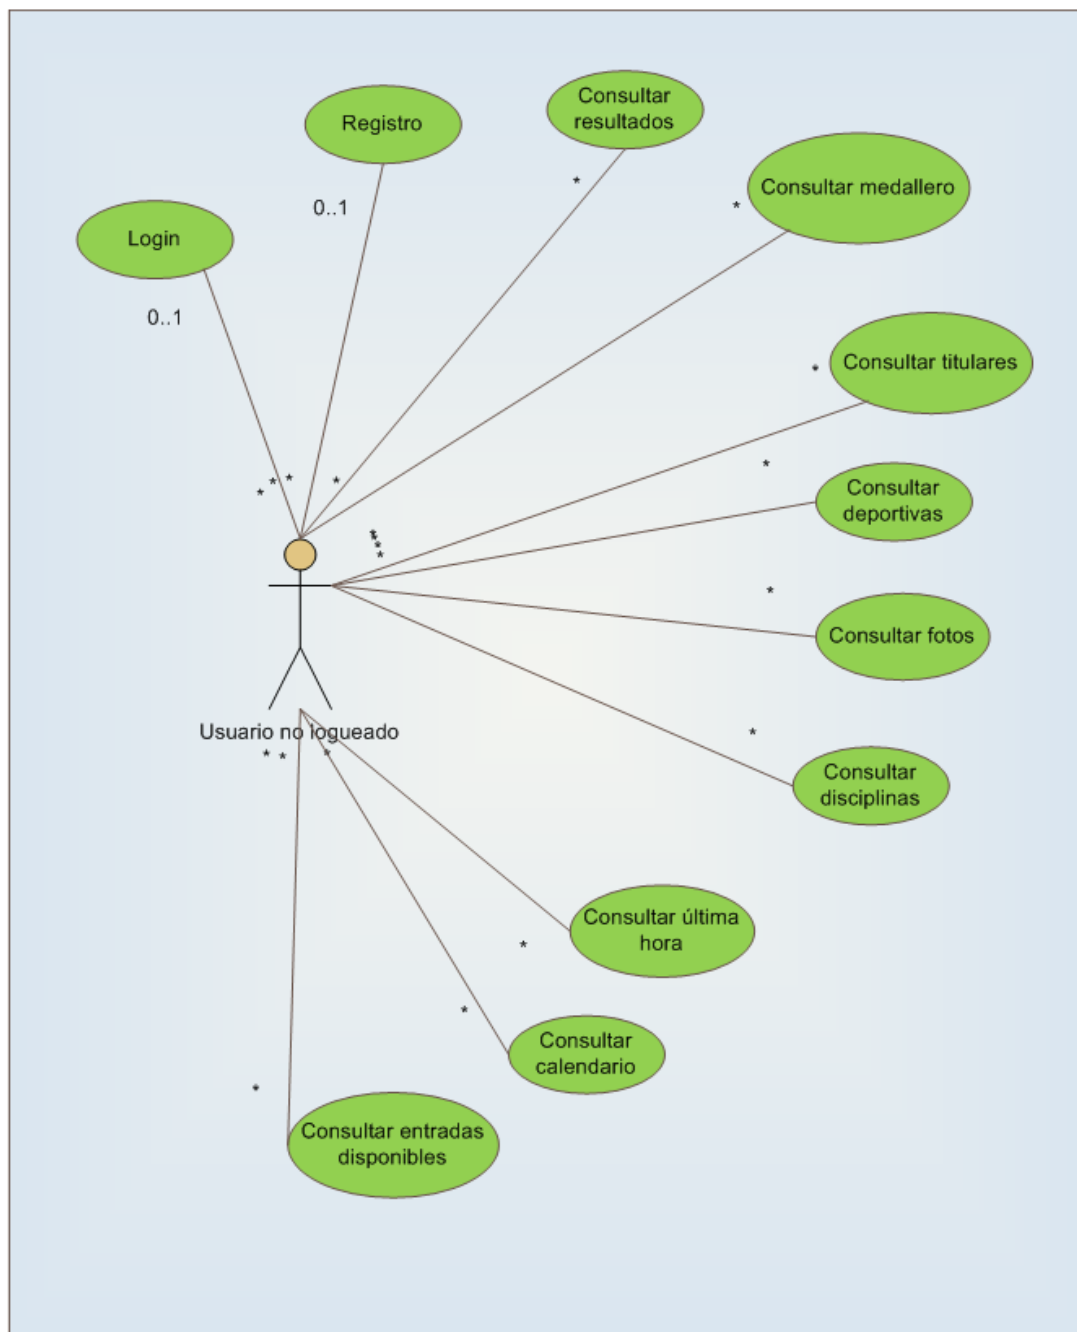 Consultar
resultados
Registro
*
Consultar medallero
*
0..1
Login
0..1
Consultar titulares
*
*
Consultar
deportivas
* * *
*
*
*
*
*
*
Consultar fotos
Usuario no logueado
*
* *
*
Consultar
disciplinas
Consultar última
hora
*
*
Consultar
calendario
*
Consultar entradas
disponibles